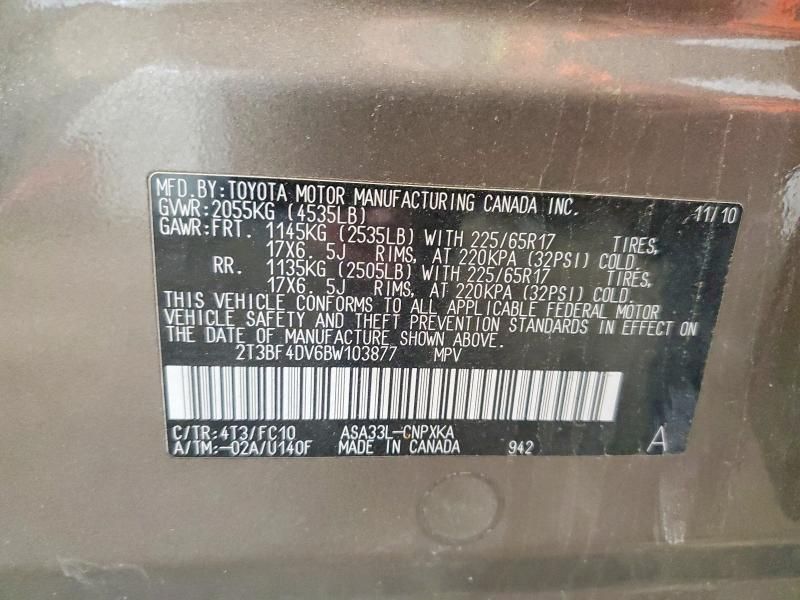 MFD.BY:TOYOTA MOTOR MANUFACTURING CANADA INC. 11/10
GVWR:2055KG (4535LB)
GAWR:FRT. 1145KG (2535LB) WITH 225/65R17 TIRES,
17X6. 5J RIMS, AT 220KPA (32PSI) COLD
RR. 1135KG (2505LB) WITH 225/65R17 TIRES,
17X6. 5J RIMS, AT 220KPA (32PSI) COLD.
THIS VEHICLE CONFORMS TO ALL APPLICABLE FEDERAL MOTOR
VEHICLE SAFETY AND THEFT PREVENTION STANDARDS IN EFFECT ON
THE DATE OF MANUFACTURE SHOWN ABOVE.
2T3BF4DV6BW103877 MPV
C/TR:4T3/FC10 ASA33L-CNPXKA
A/TM:-02A/U140F MADE IN CANADA 942 A